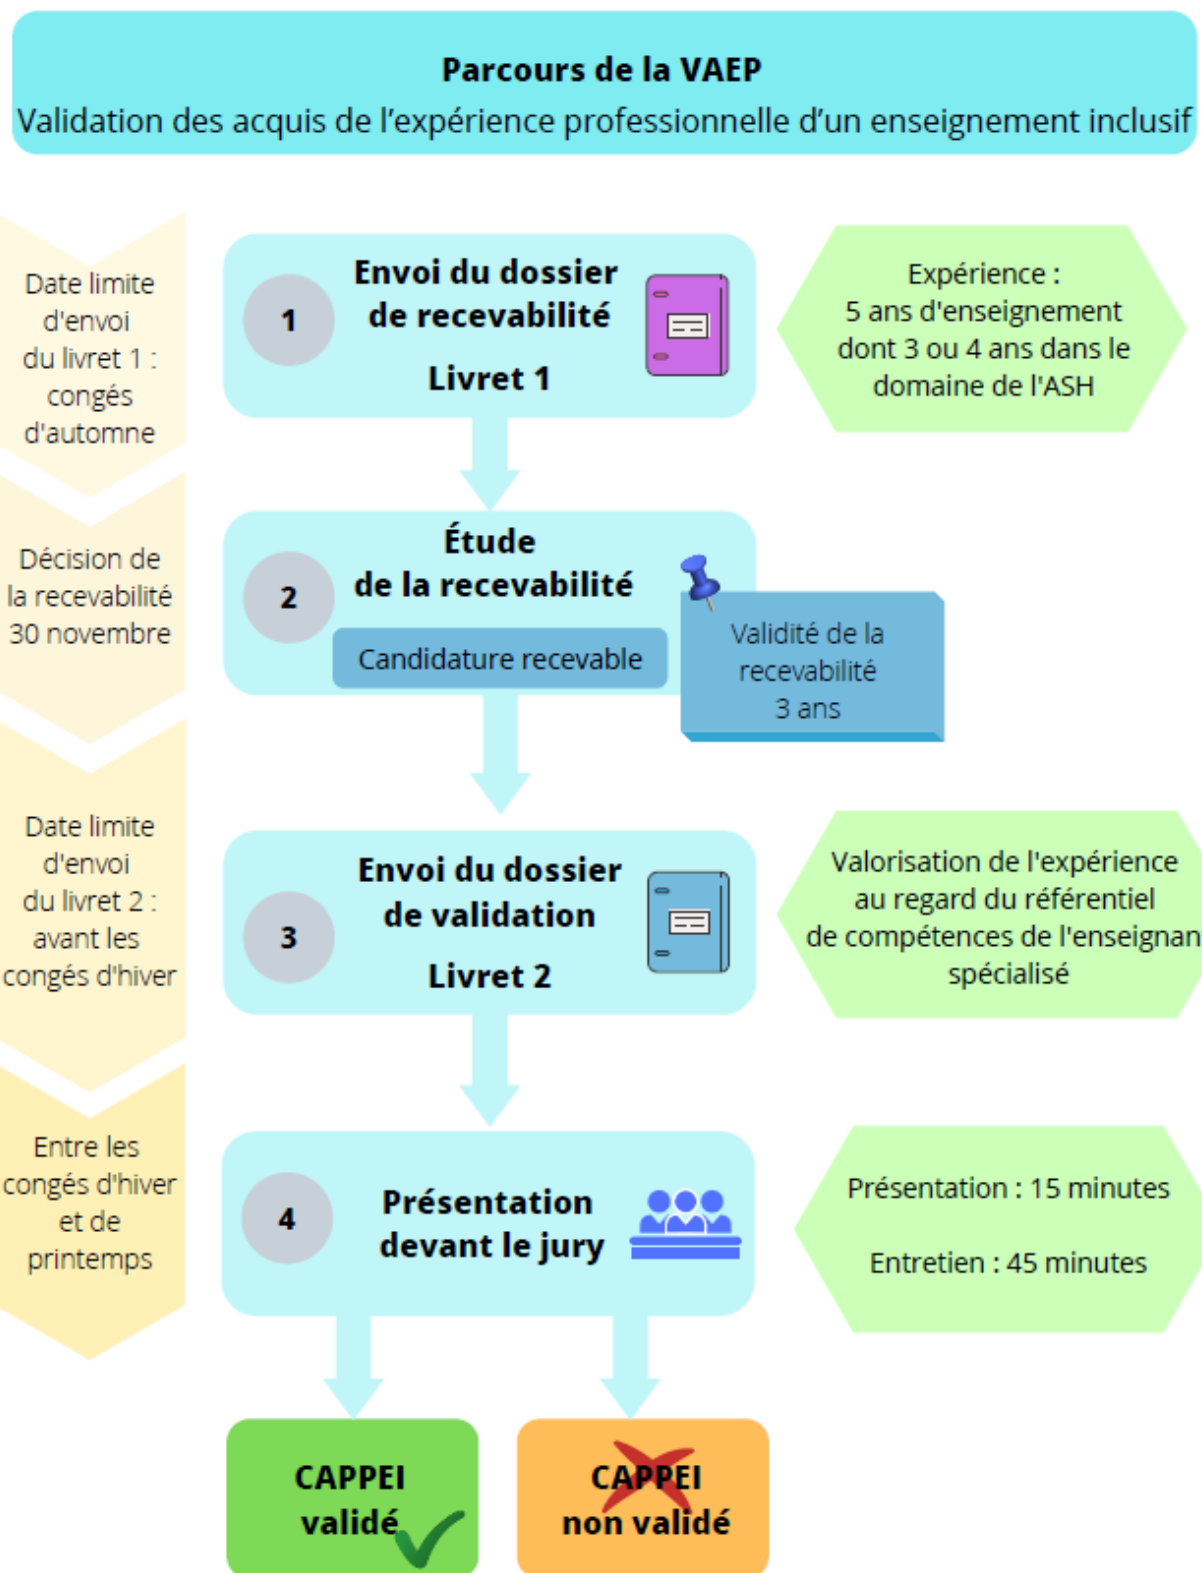 Parcours de la VAEP
Validation des acquis de l'expérience professionnelle d'un enseignement inclusif
Date limite
d'envoi
du livret 1 :
congés
d'automne
1
Envoi du dossier
de recevabilité
Livret 1
Expérience :
5 ans d'enseignement
dont 3 ou 4 ans dans le
domaine de l'ASH
Décision de
la recevabilité
30 novembre
2
Étude
de la recevabilité
Candidature recevable
Validité de la
recevabilité
3 ans
Date limite
d'envoi
du livret 2 :
avant les
congés d'hiver
3
Envoi du dossier
de validation
Livret 2
Valorisation de l'expérience
au regard du référentiel
de compétences de l'enseignan
spécialisé
Entre les
congés d'hiver
et de
printemps
4
Présentation
devant le jury
Présentation : 15 minutes
Entretien : 45 minutes
CAPPEI
validé
CAPPEI
non validé